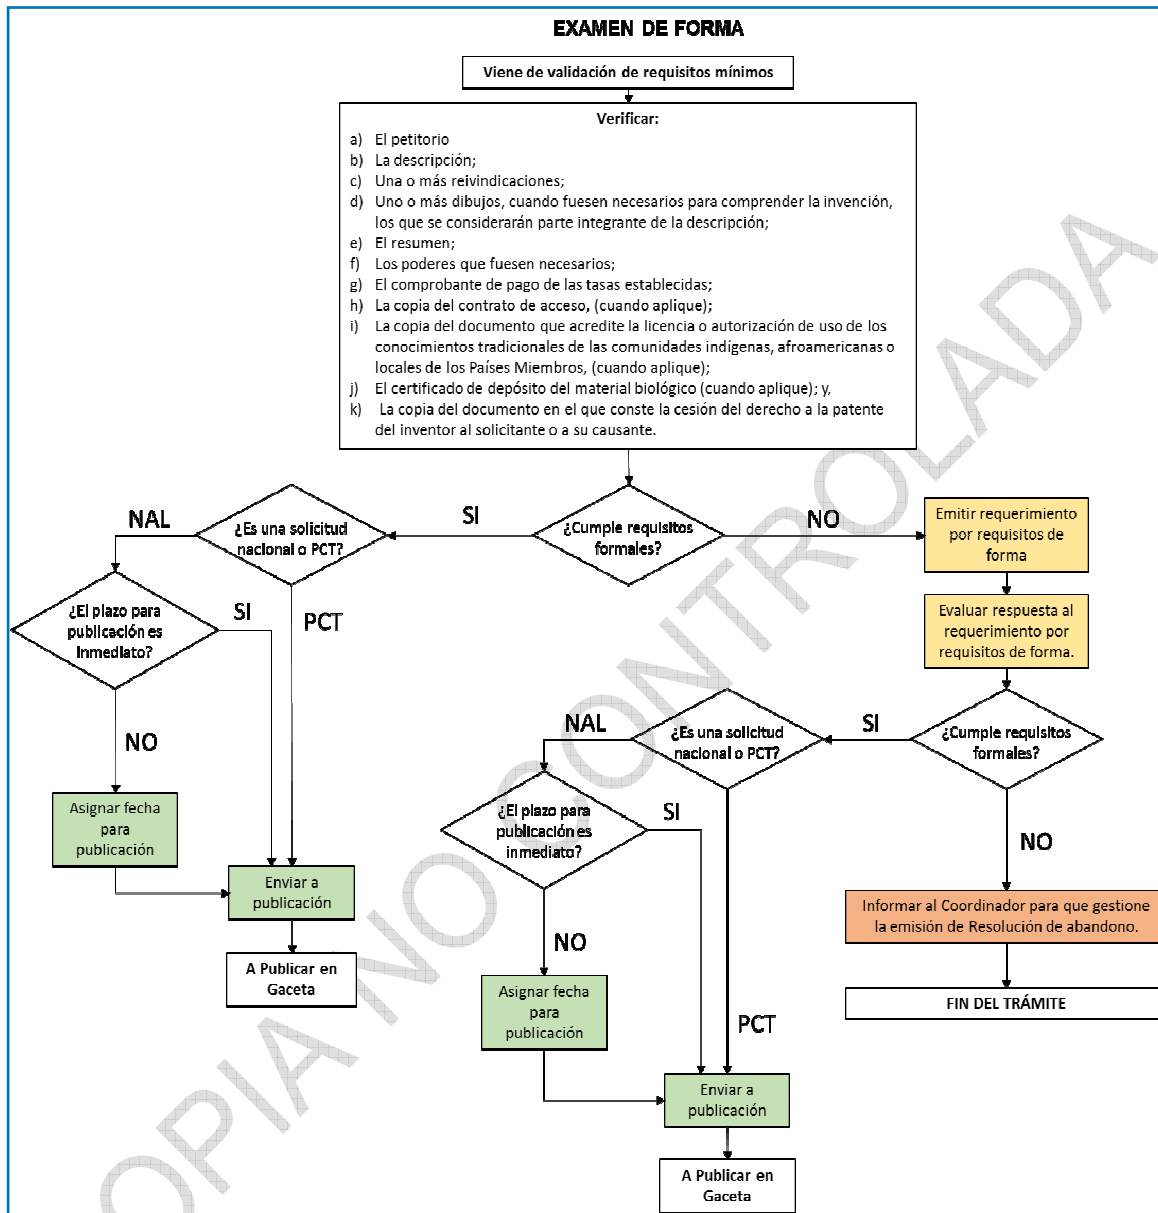 EXAMEN DE FORMA
Viene de validación de requisitos mínimos
Verificar:
a) El petitorio
b) La descripción;
c) Una o más reivindicaciones;
d) Uno o más dibujos, cuando fuesen necesarios para comprender la invención,
los que se considerarán parte integrante de la descripción;
e) El resumen;
f) Los poderes que fuesen necesarios;
g) El comprobante de pago de las tasas establecidas;
h) La copia del contrato de acceso, (cuando aplique);
i) La copia del documento que acredite la licencia o autorización de uso de los
conocimientos tradicionales de las comunidades indígenas, afroamericanas o
locales de los Países Miembros, (cuando aplique);
j) El certificado de depósito del material biológico (cuando aplique); y,
k) La copia del documento en el que conste la cesión del derecho a la patente
del inventor al solicitante o a su causante.
¿Cumple requisitos
formales?
SI
NO
¿Es una solicitud
nacional o PCT?
NAL
PCT
¿El plazo para
publicación es
Inmediato?
SI
NO
Asignar fecha
para
publicación
Enviar a
publicación
A Publicar en
Gaceta
Emitir requerimiento
por requisitos de
forma
Evaluar respuesta al
requerimiento por
requisitos de forma.
¿Cumple requisitos
formales?
SI
NO
¿Es una solicitud
nacional o PCT?
NAL
PCT
¿El plazo para
publicación es
inmediato?
SI
NO
Asignar fecha
para
publicación
Enviar a
publicación
A Publicar en
Gaceta
Informar al Coordinador para que gestione
la emisión de Resolución de abandono.
FIN DEL TRÁMITE
OPIA NO CONTROLADA